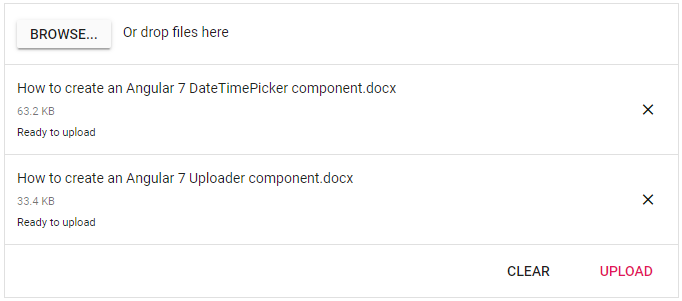 BROWSE... Or drop files here
How to create an Angular 7 DateTimePicker component.docx
63.2 KB
Ready to upload
How to create an Angular 7 Uploader component.docx
33.4 KB
Ready to upload
CLEAR UPLOAD